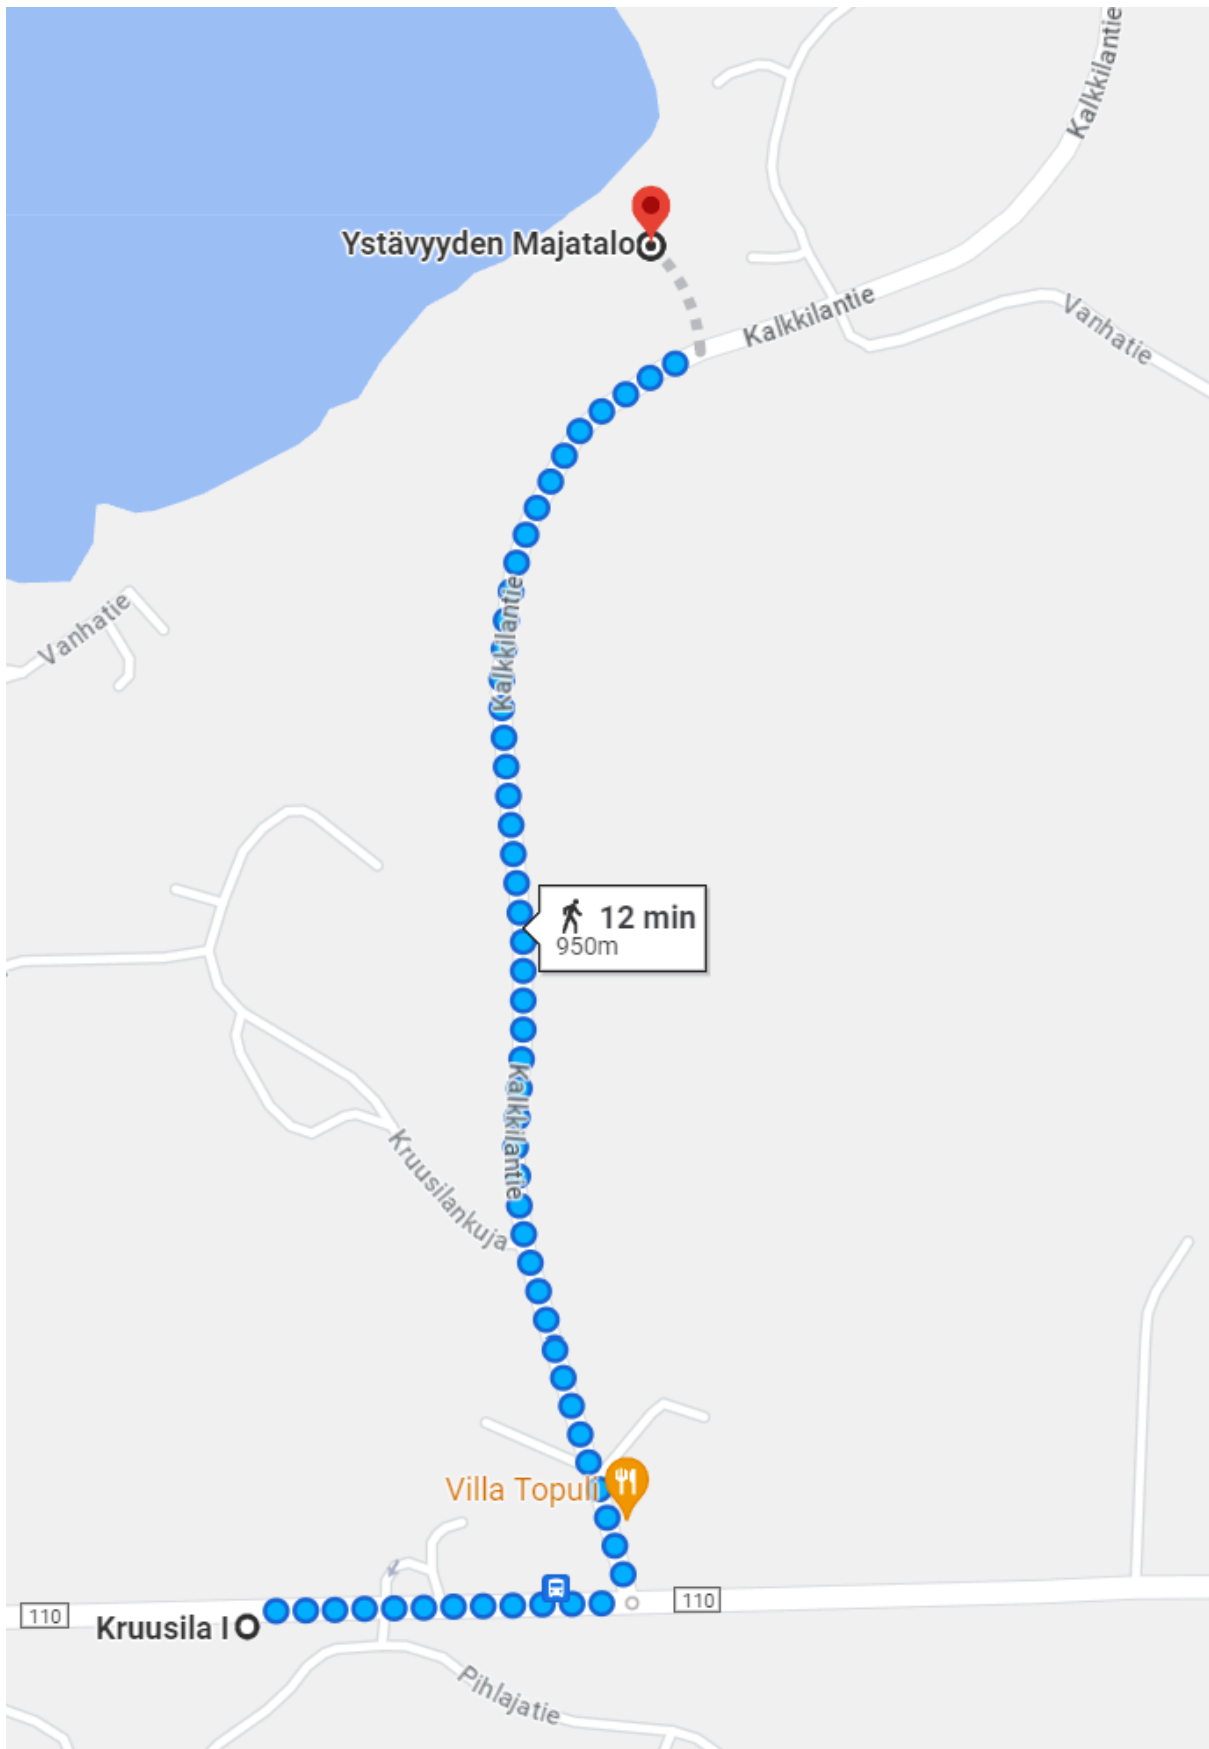 Kalkkilantie
Ystävyyden Majatalo
Kalkkilantie
Vanhatie
Kalkkilantie
Vanhatie
12 min
950m
Kalkkilantie
Kruusilankuja
Villa Topuli
110
110
Kruusila I
Pihlajatie